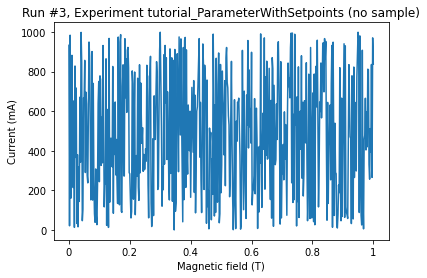 Run #3, Experiment tutorial_ParameterWithSetpoints (no sample)
1000
800
600
400
200
0
Current (mA)
0 0.2 0.4 0.6 0.8 1
Magnetic field (T)